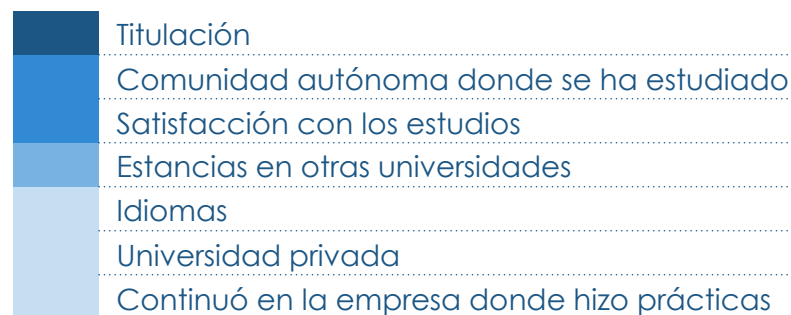 Titulación
Comunidad autónoma donde se ha estudiado
Satisfacción con los estudios
Estancias en otras universidades
Idiomas
Universidad privada
Continuó en la empresa donde hizo prácticas